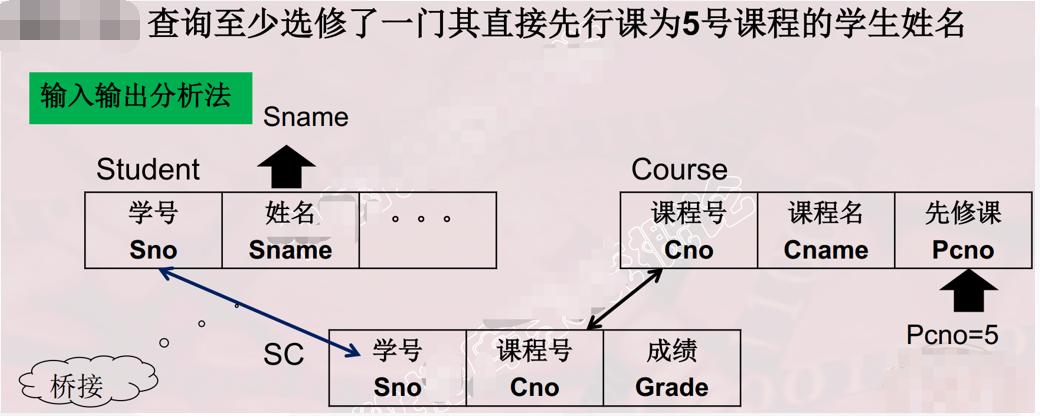 查询至少选修了一门其直接先行课为5号课程的学生姓名
输入输出分析法
Sname
Student
Course
学号 姓名 。。。
Sno Sname
课程号 课程名 先修课
Cno Cname Pcno
Pcno=5
SC
学号 课程号 成绩
Sno Cno Grade
桥接